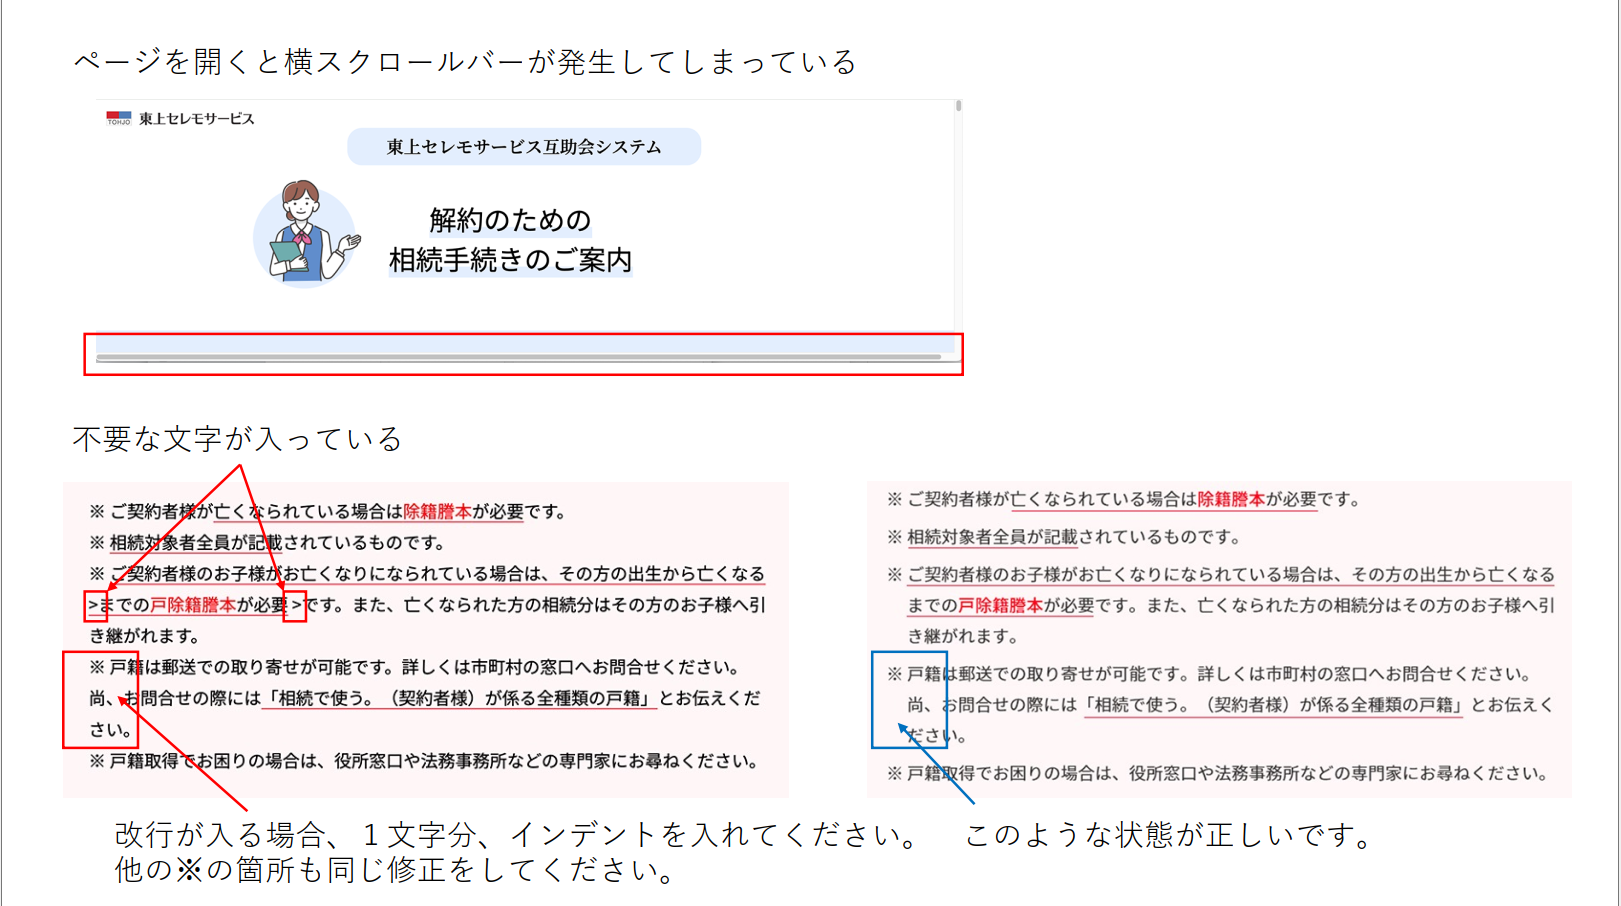 ページを開くと横スクロールバーが発生してしまっている
TOHJO 東上セレモサービス
東上セレモサービス互助会システム
解約のための
相続手続きのご案内
不要な文字が入っている
※ ご契約者様が亡くなられている場合は除籍謄本が必要です。
※ 相続対象者全員が記載されているものです。
※ ご契約者様のお子様がお亡くなりになられている場合は、その方の出生から亡くなる
>までの戸除籍謄本が必要 >です。また、亡くなられた方の相続分はその方のお子様へ引
き継がれます。
※ 戸籍は郵送での取り寄せが可能です。詳しくは市町村の窓口へお問合せください。
尚、お問合せの際には「相続で使う。（契約者様）が係る全種類の戸籍」とお伝えくだ
さい。
※ 戸籍取得でお困りの場合は、役所窓口や法務事務所などの専門家にお尋ねください。
※ ご契約者様が亡くなられている場合は除籍謄本が必要です。
※ 相続対象者全員が記載されているものです。
※ ご契約者様のお子様がお亡くなりになられている場合は、その方の出生から亡くなる
までの戸除籍謄本が必要です。また、亡くなられた方の相続分はその方のお子様へ引
き継がれます。
※ 戸籍は郵送での取り寄せが可能です。詳しくは市町村の窓口へお問合せください。
尚、お問合せの際には「相続で使う。（契約者様）が係る全種類の戸籍」とお伝えく
ださい。
※ 戸籍取得でお困りの場合は、役所窓口や法務事務所などの専門家にお尋ねください。
改行が入る場合、１文字分、インデントを入れてください。
他の※の箇所も同じ修正をしてください。
このような状態が正しいです。